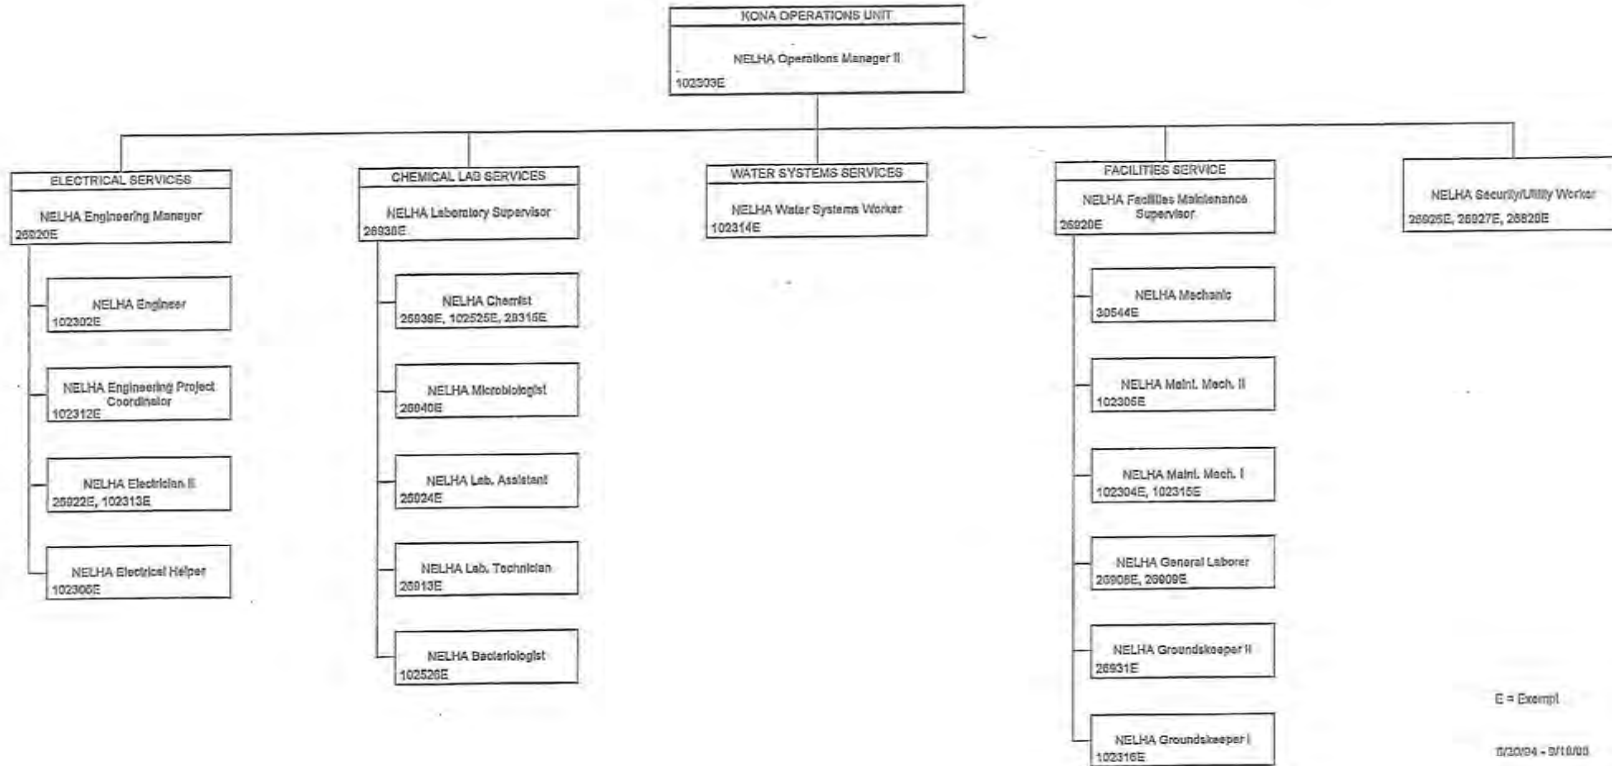 KONA OPERATIONS UNIT
NELHA Operations Manager II
102303E
ELECTRICAL SERVICES
NELHA Engineering Manager
26920E
NELHA Engineer
102302E
NELHA Engineering Project
Coordinator
102312E
NELHA Electrician II
26922E, 102313E
NELHA Electrical Helper
102306E
CHEMICAL LAB SERVICES
NELHA Laboratory Supervisor
26938E
NELHA Chemist
26939E, 102525E, 29315E
NELHA Microbiologist
26940E
NELHA Lab. Assistant
26924E
NELHA Lab. Technician
26913E
NELHA Bacteriologist
102526E
WATER SYSTEMS SERVICES
NELHA Water Systems Worker
102314E
FACILITIES SERVICE
NELHA Facilities Maintenance
Supervisor
26920E
NELHA Mechanic
30544E
NELHA Maint. Mech. II
102305E
NELHA Maint. Mech. I
102304E, 102315E
NELHA General Laborer
26908E, 26909E
NELHA Groundskeeper II
26931E
NELHA Groundskeeper I
102316E
NELHA Security/Utility Worker
26926E, 26927E, 26928E
E = Exempt